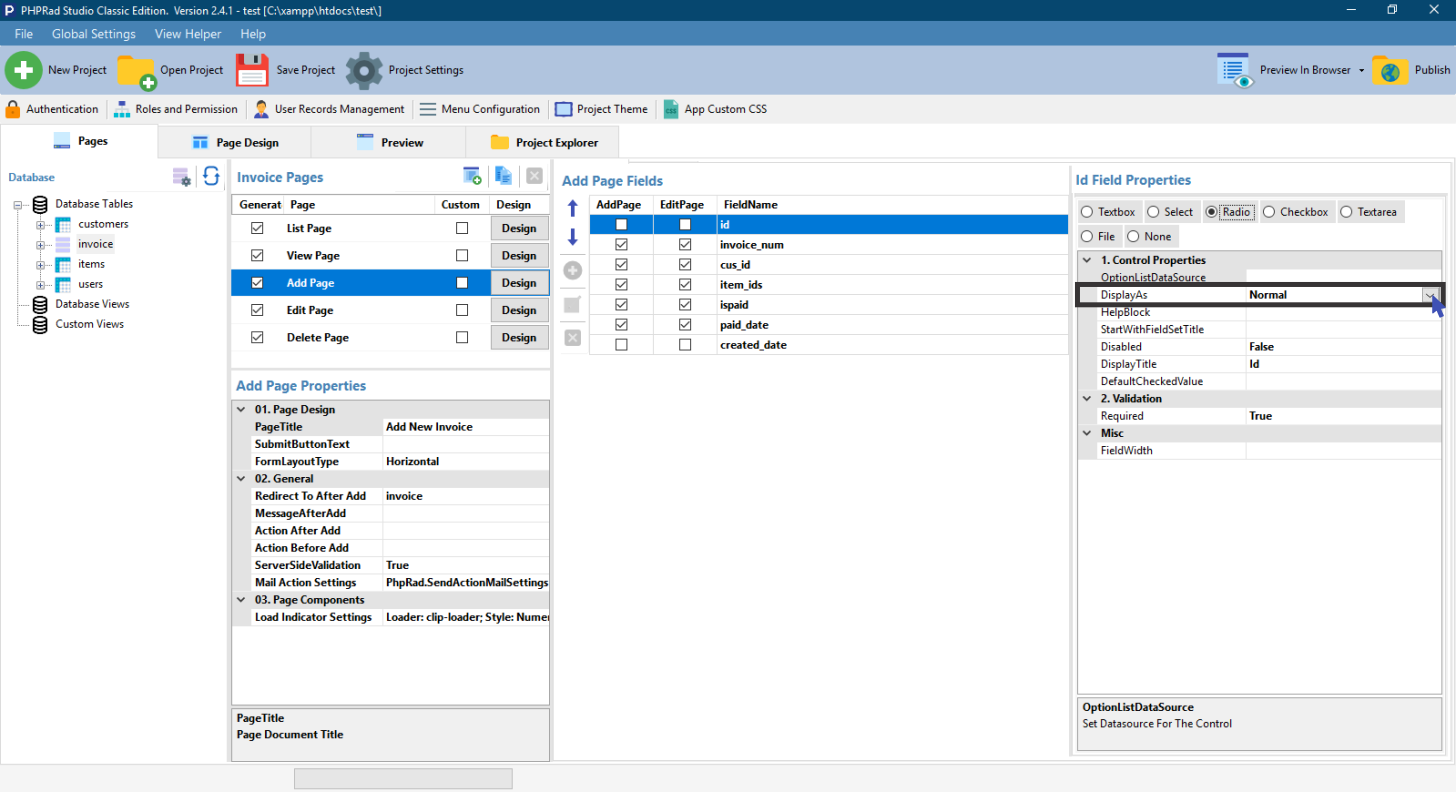 PHPRad Studio Classic Edition. Version 2.4.1 - test [C:\xampp\htdocs\test\]
File Global Settings View Helper Help
New Project Open Project Save Project Project Settings Preview In Browser Publish
Authentication Roles and Permission User Records Management Menu Configuration Project Theme App Custom CSS
Pages Page Design Preview Project Explorer
Database
Database Tables
customers
invoice
items
users
Database Views
Custom Views
Invoice Pages
Generat Page Custom Design
List Page Design
View Page Design
Add Page Design
Edit Page Design
Delete Page Design
Add Page Properties
01. Page Design
PageTitle Add New Invoice
SubmitButtonText
FormLayoutType Horizontal
02. General
Redirect To After Add invoice
MessageAfterAdd
Action After Add
Action Before Add
ServerSideValidation True
Mail Action Settings PhpRad.SendActionMailSettings
03. Page Components
Load Indicator Settings Loader: clip-loader; Style: Numer
PageTitle
Page Document Title
Add Page Fields
AddPage EditPage FieldName
id
invoice_num
cus_id
item_ids
ispaid
paid_date
created_date
Id Field Properties
Textbox Select Radio Checkbox Textarea
File None
1. Control Properties
OptionListDataSource
DisplayAs Normal
HelpBlock
StartWithFieldSetTitle
Disabled False
DisplayTitle Id
DefaultCheckedValue
2. Validation
Required True
Misc
FieldWidth
OptionListDataSource
Set Datasource For The Control